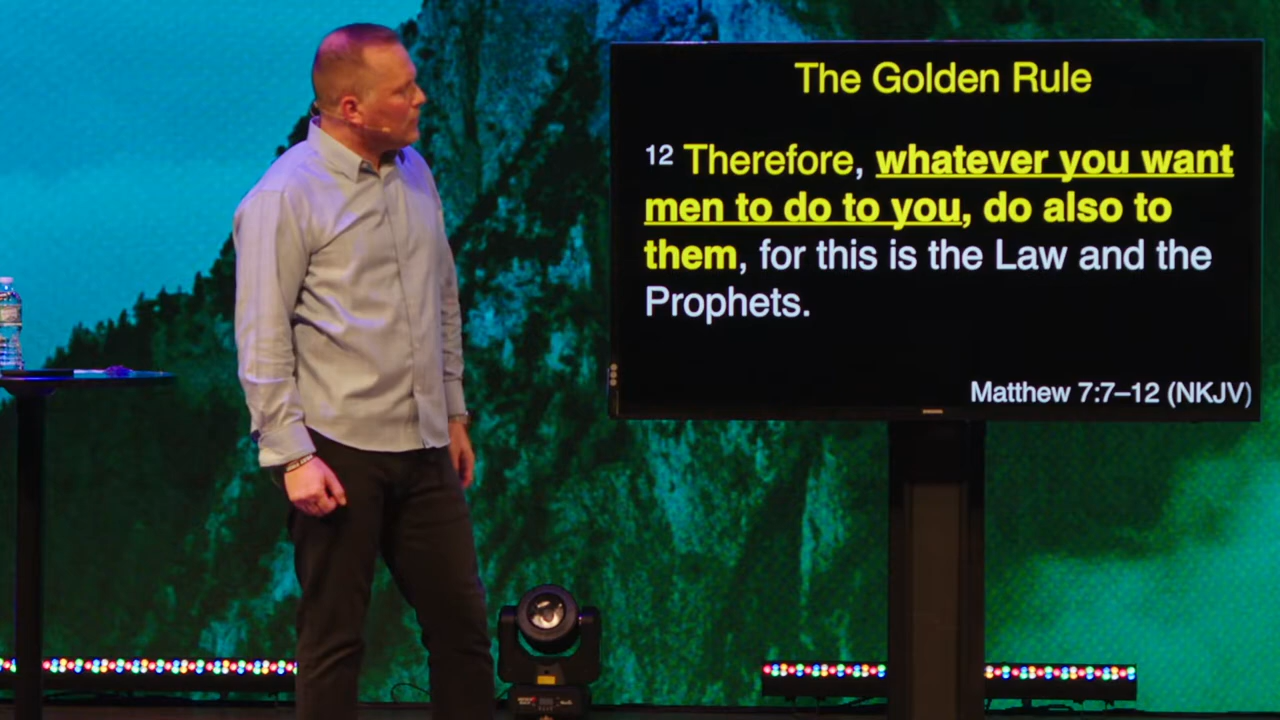 The Golden Rule
12 Therefore, whatever you want
men to do to you, do also to
them, for this is the Law and the
Prophets.
Matthew 7:7–12 (NKJV)